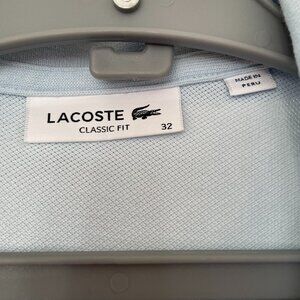 LACOSTE
CLASSIC FIT
32
MADE IN
PERU